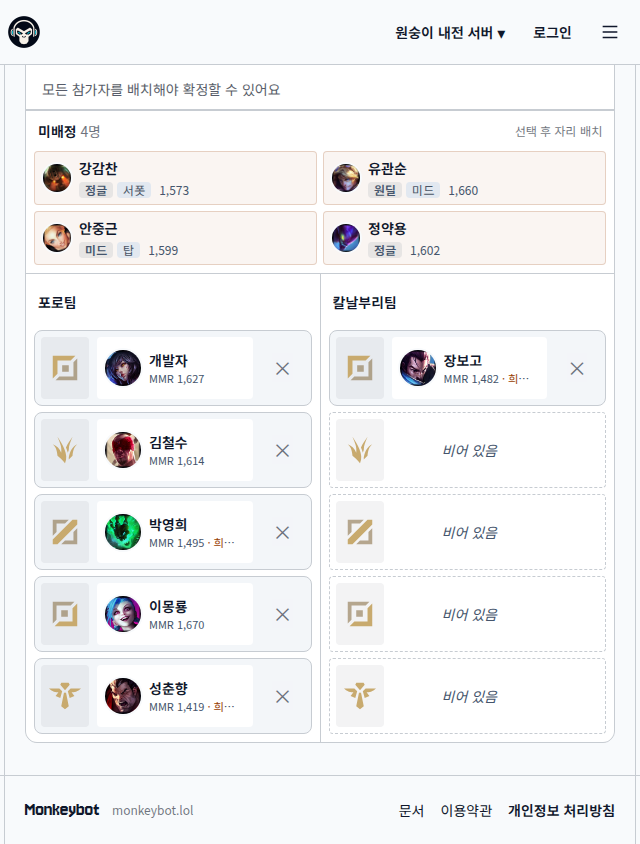 원숭이 내전 서버 ▾
로그인
모든 참가자를 배치해야 확정할 수 있어요
미배정 4명
선택 후 자리 배치
강감찬
정글 서폿 1,573
유관순
원딜 미드 1,660
안중근
미드 탑 1,599
정약용
정글 1,602
포로팀
칼날부리팀
개발자
MMR 1,627
장보고
MMR 1,482 · 희…
김철수
MMR 1,614
비어 있음
박영희
MMR 1,495 · 희…
비어 있음
이몽룡
MMR 1,670
비어 있음
성춘향
MMR 1,419 · 희…
비어 있음
Monkeybot monkeybot.lol
문서 이용약관 개인정보 처리방침